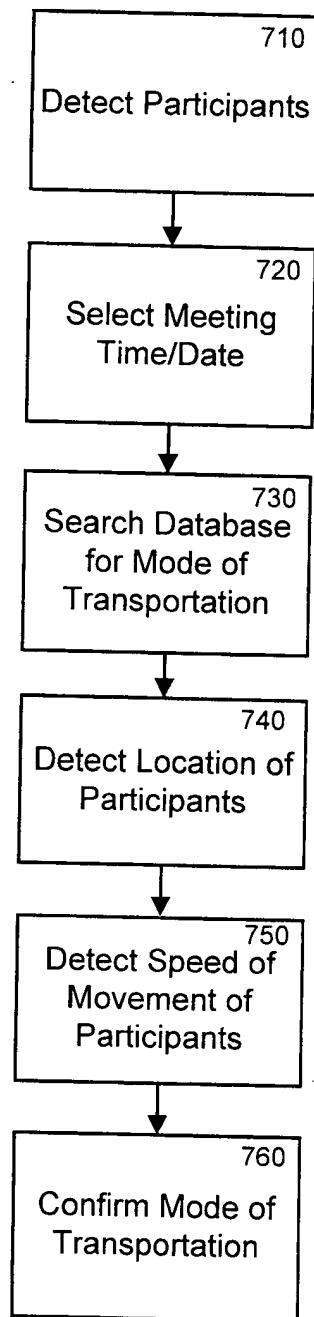 710
Detect Participants
720
Select Meeting
Time/Date
730
Search Database
for Mode of
Transportation
740
Detect Location of
Participants
750
Detect Speed of
Movement of
Participants
760
Confirm Mode of
Transportation